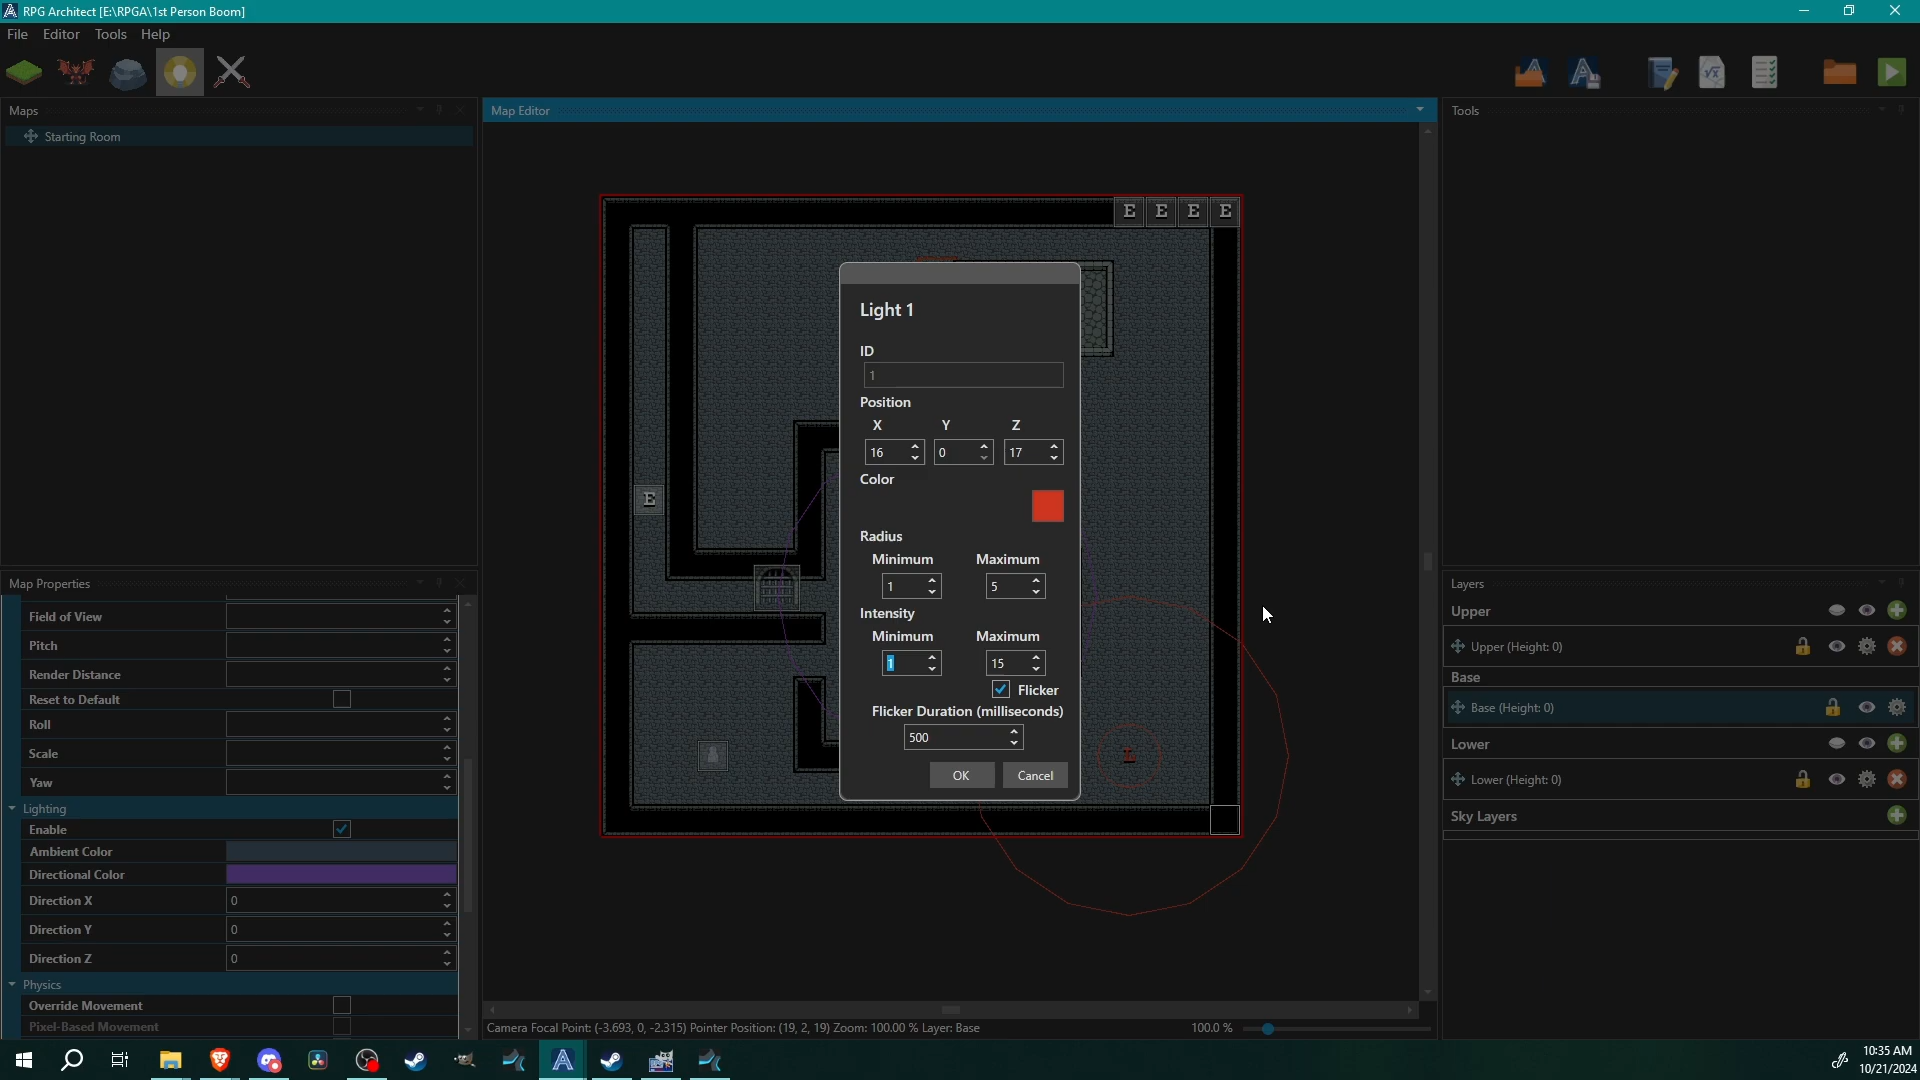 RPG Architect [E:\RPGA\1st Person Boom]
File Editor Tools Help
Maps
Starting Room
Map Editor
Tools
E E E E
E
L
Light 1
ID
1
Position
X Y Z
16 0 17
Color
Radius
Minimum Maximum
1 5
Intensity
Minimum Maximum
1 15
Flicker
Flicker Duration (milliseconds)
500
OK Cancel
Map Properties
Field of View
Pitch
Render Distance
Reset to Default
Roll
Scale
Yaw
Lighting
Enable
Ambient Color
Directional Color
Direction X 0
Direction Y 0
Direction Z 0
Physics
Override Movement
Pixel-Based Movement
Layers
Upper
Upper (Height: 0)
Base
Base (Height: 0)
Lower
Lower (Height: 0)
Sky Layers
Camera Focal Point: (-3.693, 0, -2.315) Pointer Position: (19, 2, 19) Zoom: 100.00 % Layer: Base
100.0 %
10:35 AM
10/21/2024